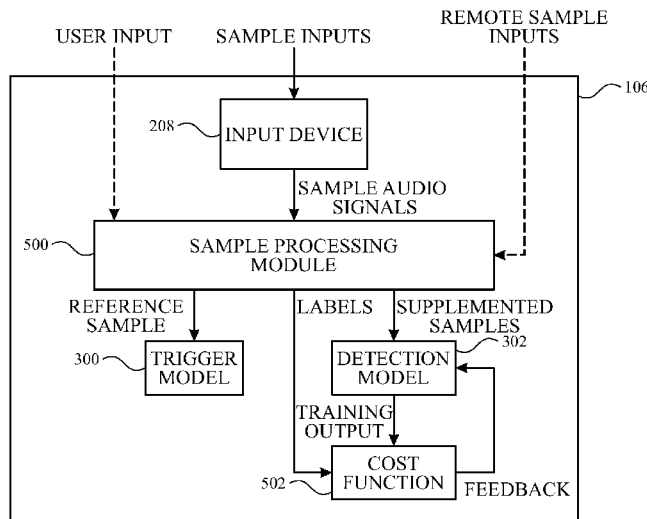 USER INPUT
SAMPLE INPUTS
REMOTE SAMPLE
INPUTS
106
208
INPUT DEVICE
SAMPLE AUDIO
SIGNALS
500
SAMPLE PROCESSING
MODULE
REFERENCE
SAMPLE
LABELS
SUPPLEMENTED
SAMPLES
302
300
TRIGGER
MODEL
DETECTION
MODEL
TRAINING
OUTPUT
COST
FUNCTION
502
FEEDBACK